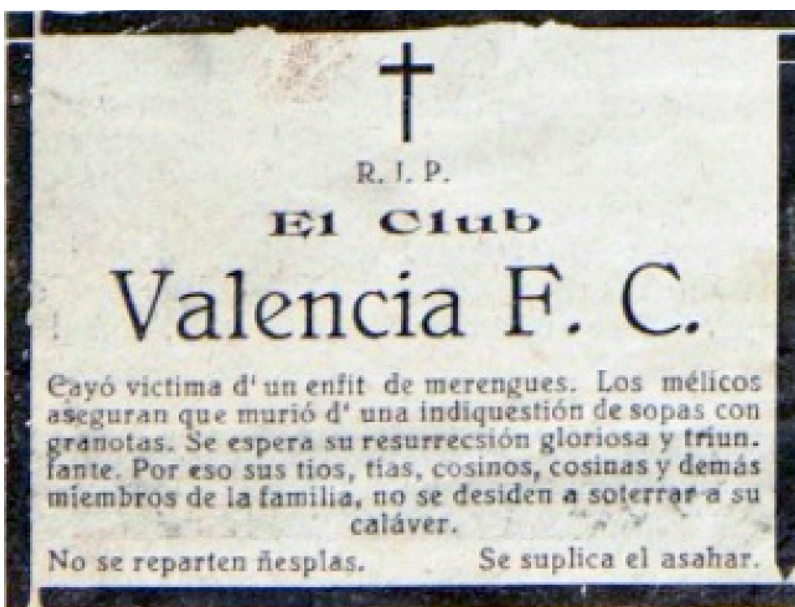 R. I. P.
El Club
Valencia F. C.
Cayó victima d' un enfit de merengues. Los mélicos
aseguran que murió d' una indiquestión de sopas con
granotas. Se espera su resurrecsión gloriosa y triun.
fante. Por eso sus tios, tias, cosinos, cosinas y demás
miembros de la familia, no se desiden a soterrar a su
caláver.
No se reparten ñesplas. Se suplica el asahar.